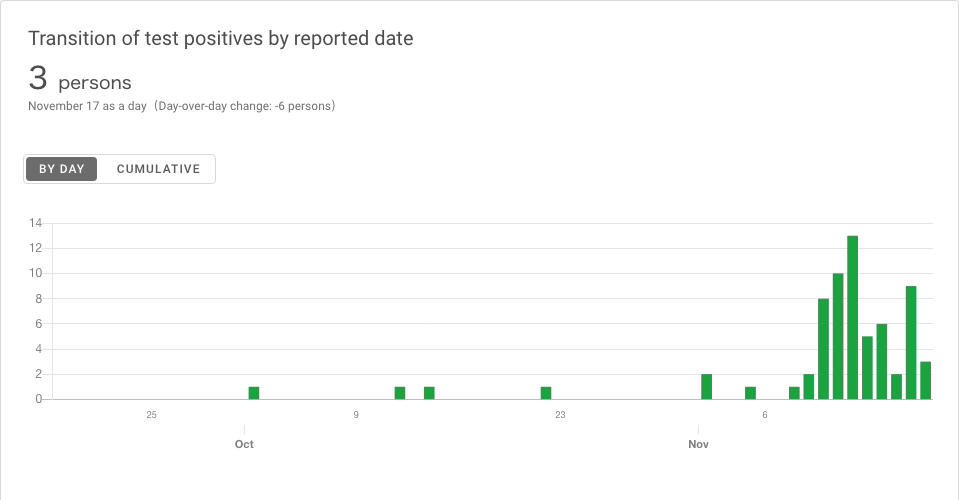 Transition of test positives by reported date
3 persons
November 17 as a day (Day-over-day change: -6 persons)
BY DAY CUMULATIVE
14
12
10
8
6
4
2
0
25 9 23 6
Oct Nov